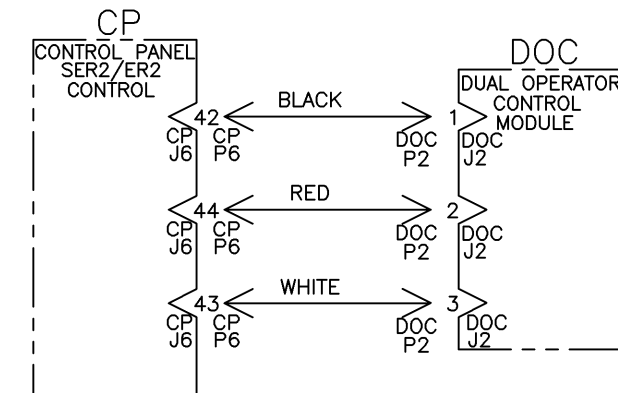 CP
CONTROL PANEL
SER2/ER2
CONTROL
DOC
DUAL OPERATOR
CONTROL
MODULE
42 BLACK 1
CP J6 CP P6 DOC P2 DOC J2
44 RED 2
CP J6 CP P6 DOC P2 DOC J2
43 WHITE 3
CP J6 CP P6 DOC P2 DOC J2